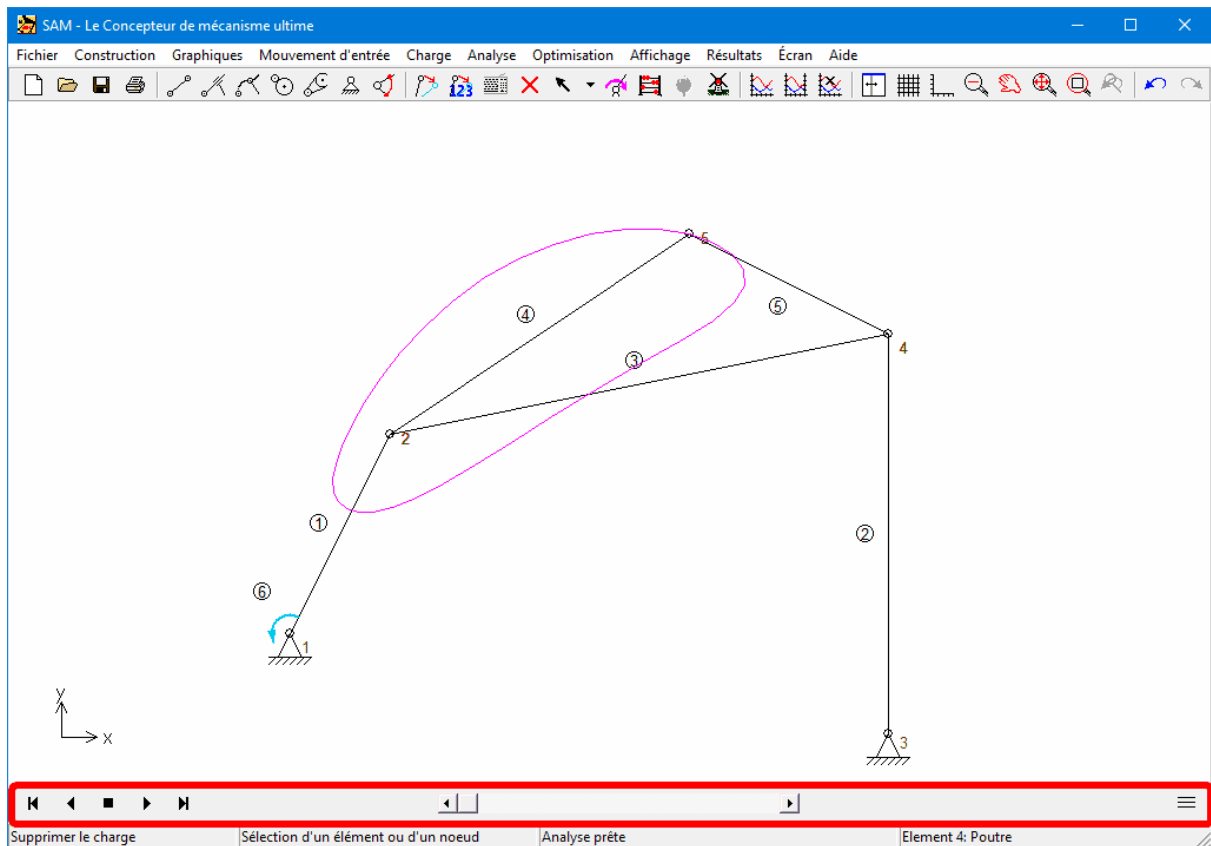 SAM - Le Concepteur de mécanisme ultime
Fichier Construction Graphiques Mouvement d'entrée Charge Analyse Optimisation Affichage Résultats Écran Aide
123
5
④
⑤
4
③
2
①
②
⑥
1
y
x
3
Supprimer le charge Sélection d'un élément ou d'un noeud Analyse prête Element 4: Poutre